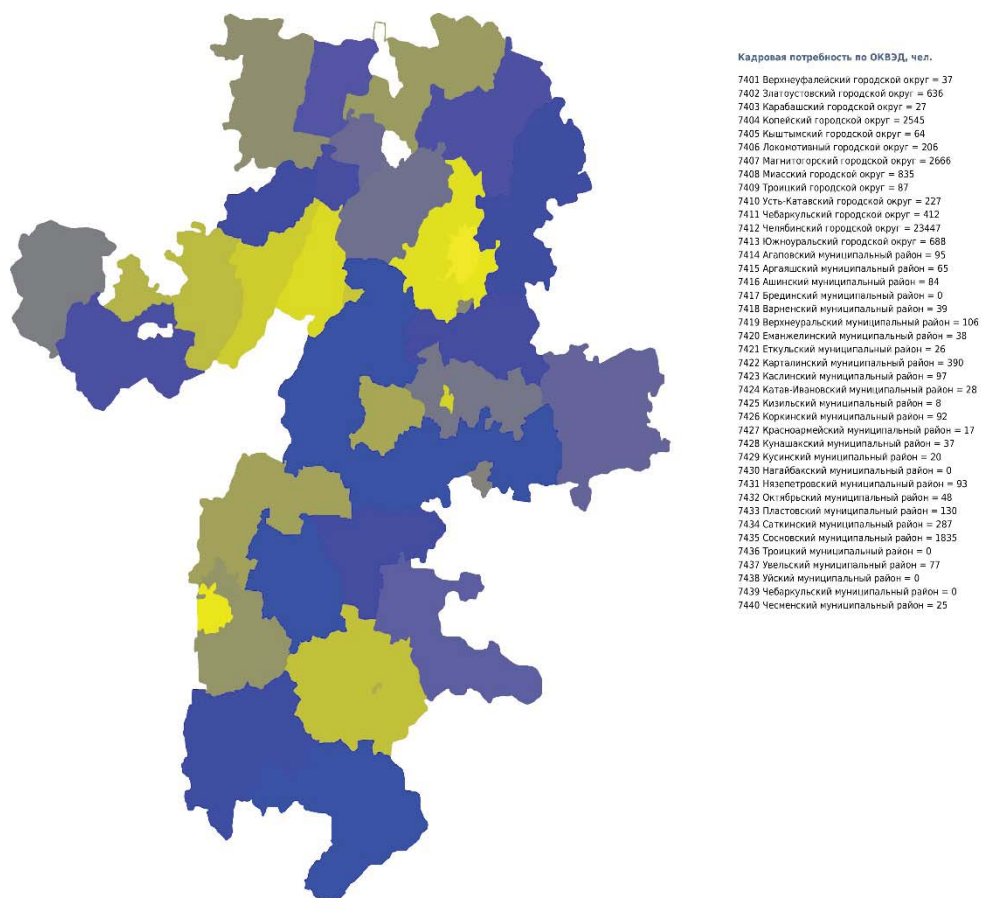 Кадровая потребность по ОКВЭД, чел.
7401 Верхнеуфалейский городской округ = 37
7402 Златоустовский городской округ = 636
7403 Карабашский городской округ = 27
7404 Копейский городской округ = 2545
7405 Кыштымский городской округ = 64
7406 Локомотивный городской округ = 206
7407 Магнитогорский городской округ = 2666
7408 Миасский городской округ = 835
7409 Троицкий городской округ = 87
7410 Усть-Катавский городской округ = 227
7411 Чебаркульский городской округ = 412
7412 Челябинский городской округ = 23447
7413 Южноуральский городской округ = 688
7414 Агаповский муниципальный район = 95
7415 Аргаяшский муниципальный район = 65
7416 Ашинский муниципальный район = 84
7417 Брединский муниципальный район = 0
7418 Варненский муниципальный район = 39
7419 Верхнеуральский муниципальный район = 106
7420 Еманжелинский муниципальный район = 38
7421 Еткульский муниципальный район = 26
7422 Карталинский муниципальный район = 390
7423 Каслинский муниципальный район = 97
7424 Катав-Ивановский муниципальный район = 28
7425 Кизильский муниципальный район = 8
7426 Коркинский муниципальный район = 92
7427 Красноармейский муниципальный район = 17
7428 Кунашакский муниципальный район = 37
7429 Кусинский муниципальный район = 20
7430 Нагайбакский муниципальный район = 0
7431 Нязепетровский муниципальный район = 93
7432 Октябрьский муниципальный район = 48
7433 Пластовский муниципальный район = 130
7434 Саткинский муниципальный район = 287
7435 Сосновский муниципальный район = 1835
7436 Троицкий муниципальный район = 0
7437 Увельский муниципальный район = 77
7438 Уйский муниципальный район = 0
7439 Чебаркульский муниципальный район = 0
7440 Чесменский муниципальный район = 25